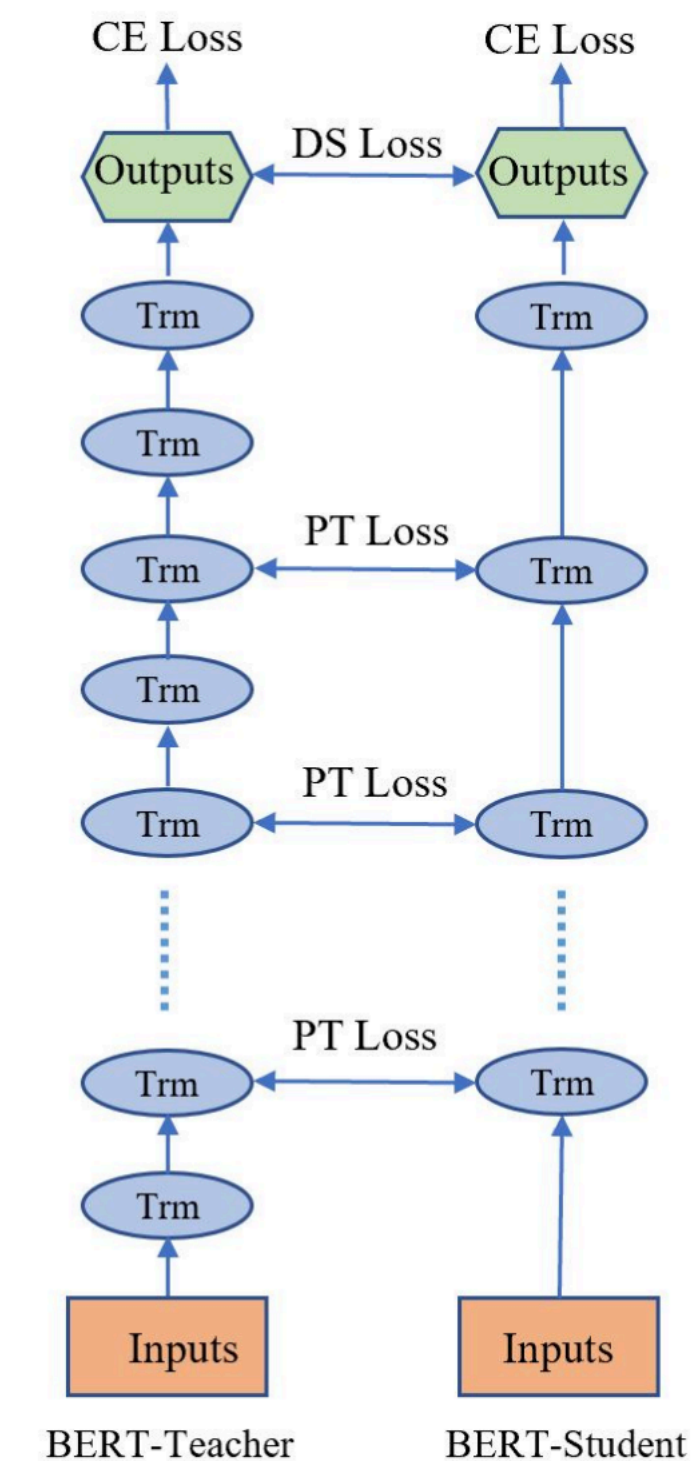 CE Loss
CE Loss
Outputs
DS Loss
Outputs
Trm
Trm
Trm
Trm
PT Loss
Trm
Trm
Trm
PT Loss
Trm
Trm
PT Loss
Trm
Trm
Inputs
Inputs
BERT-Teacher
BERT-Student